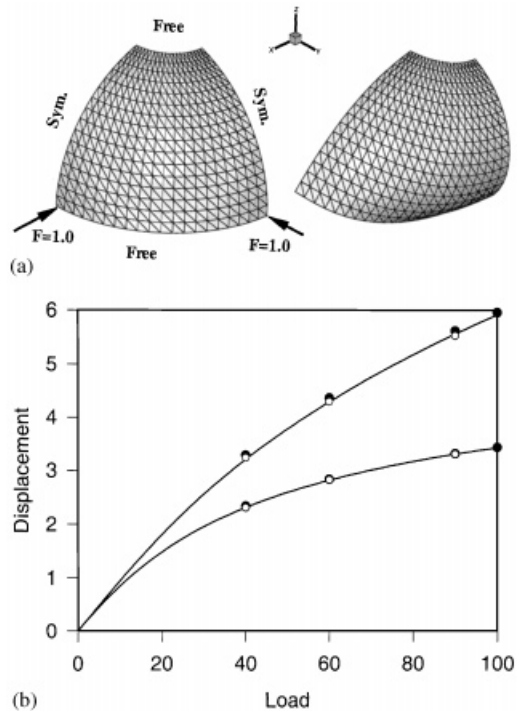 Free
Z
X
Y
Sym.
Sym.
F=1.0
F=1.0
Free
(a)
6
5
4
3
2
1
0
Displacement
0 20 40 60 80 100
Load
(b)